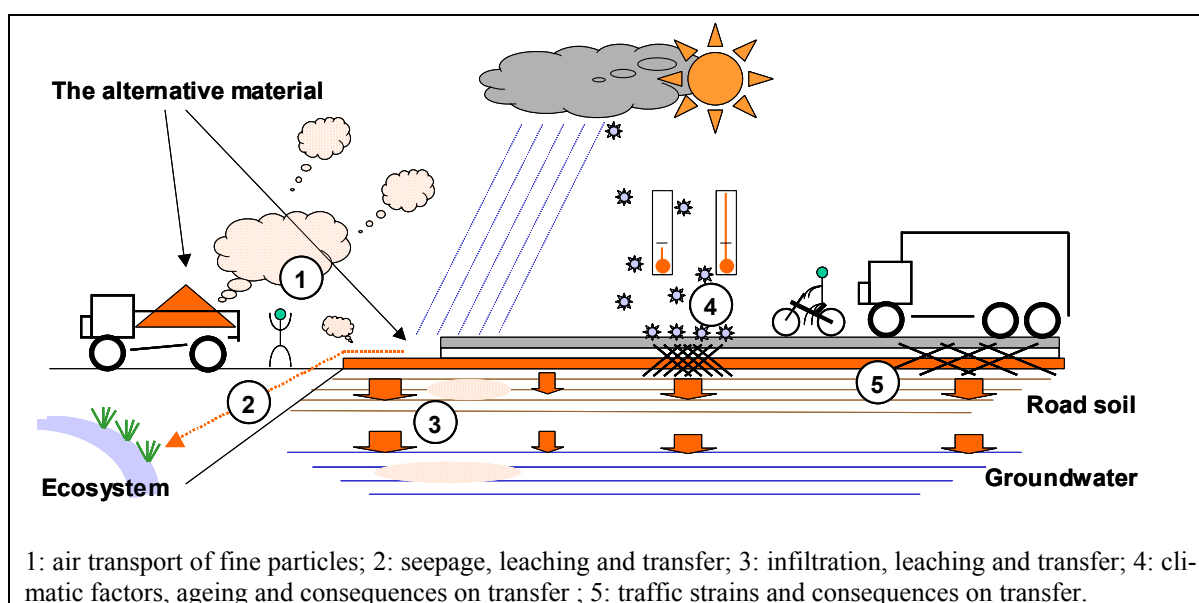 The alternative material
1
4
2
5
3
Road soil
Ecosystem
Groundwater
1: air transport of fine particles; 2: seepage, leaching and transfer; 3: infiltration, leaching and transfer; 4: cli-
matic factors, ageing and consequences on transfer ; 5: traffic strains and consequences on transfer.